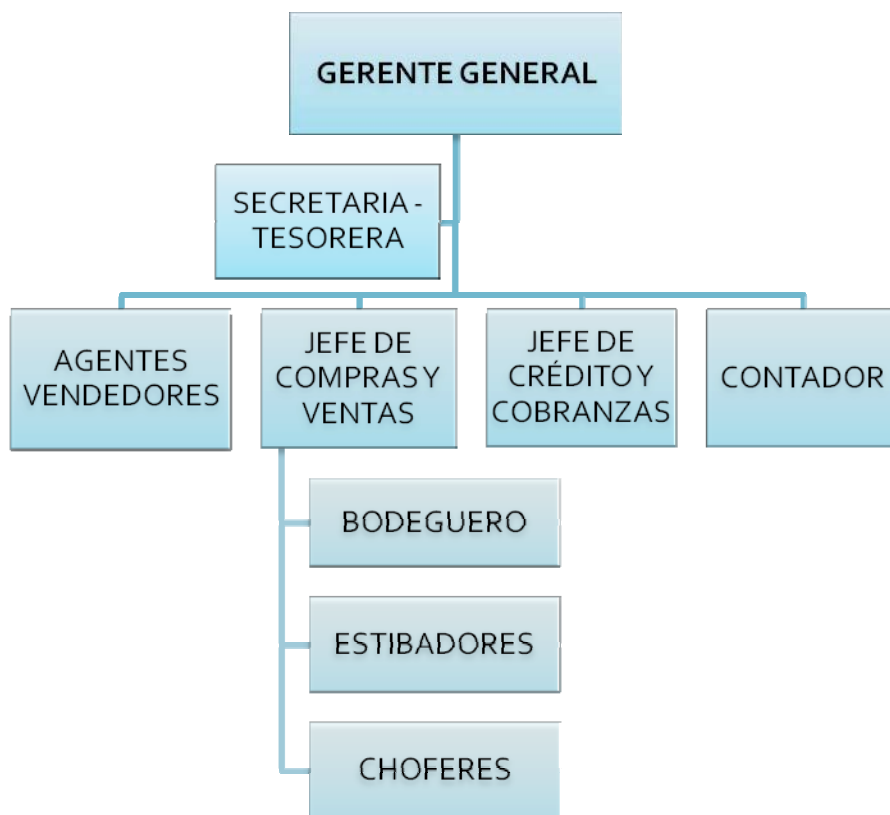 GERENTE GENERAL
SECRETARIA -
TESORERA
AGENTES
VENDEDORES
JEFE DE
COMPRAS Y
VENTAS
JEFE DE
CRÉDITO Y
COBRANZAS
CONTADOR
BODEGUERO
ESTIBADORES
CHOFERES